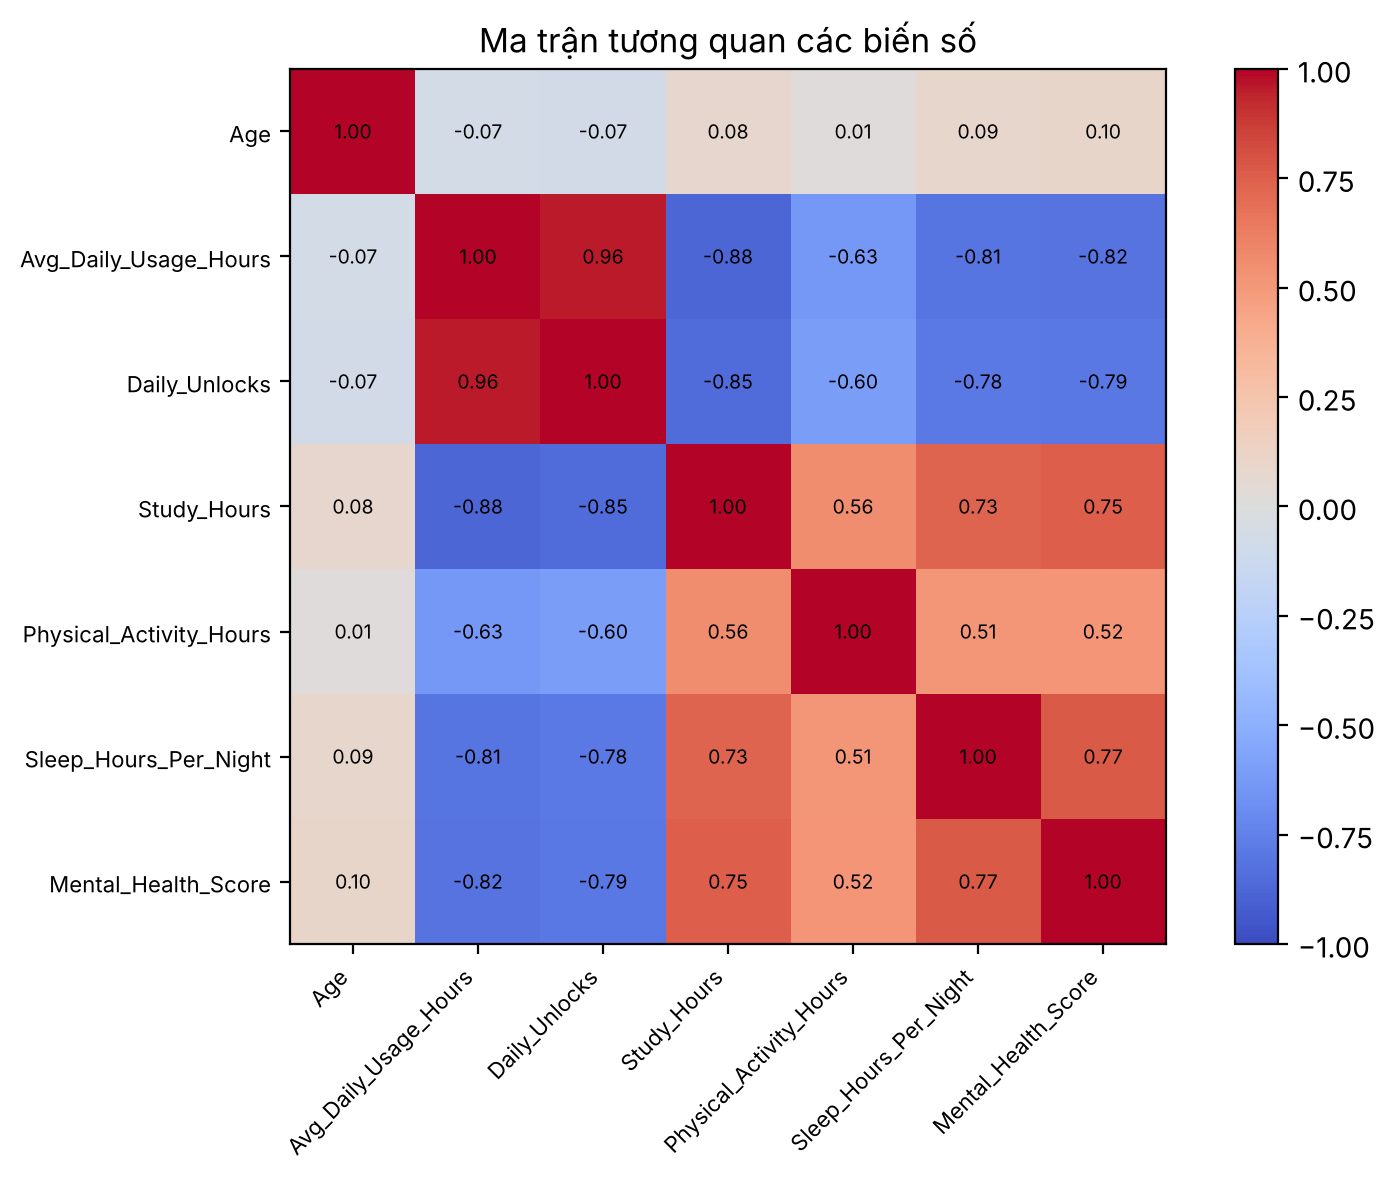 Ma trận tương quan các biến số
Age 1.00 -0.07 -0.07 0.08 0.01 0.09 0.10
Avg_Daily_Usage_Hours -0.07 1.00 0.96 -0.88 -0.63 -0.81 -0.82
Daily_Unlocks -0.07 0.96 1.00 -0.85 -0.60 -0.78 -0.79
Study_Hours 0.08 -0.88 -0.85 1.00 0.56 0.73 0.75
Physical_Activity_Hours 0.01 -0.63 -0.60 0.56 1.00 0.51 0.52
Sleep_Hours_Per_Night 0.09 -0.81 -0.78 0.73 0.51 1.00 0.77
Mental_Health_Score 0.10 -0.82 -0.79 0.75 0.52 0.77 1.00
Age
Avg_Daily_Usage_Hours
Daily_Unlocks
Study_Hours
Physical_Activity_Hours
Sleep_Hours_Per_Night
Mental_Health_Score
1.00
0.75
0.50
0.25
0.00
−0.25
−0.50
−0.75
−1.00